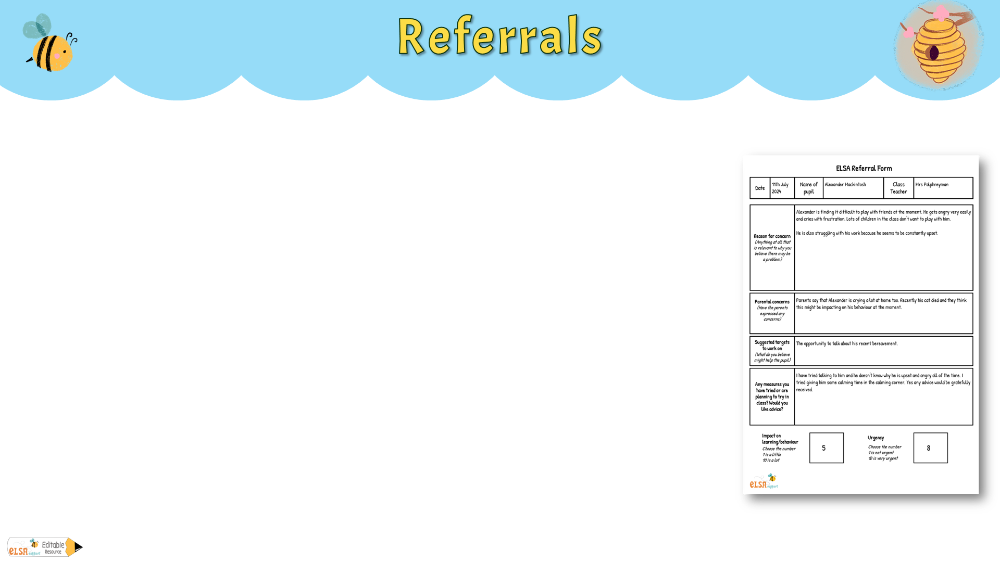 Referrals
ELSA Referral Form
Date
11th July
2024
Name of
pupil
Alexander Mackintosh
Class
Teacher
Mrs Palphreyman
Reason for concern
(Anything at all that
is relevant to why you
believe there may be
a problem)
Alexander is finding it difficult to play with friends at the moment. He gets angry very easily
and cries with frustration. Lots of children in the class don't want to play with him.
He is also struggling with his work because he seems to be constantly upset.
Parental concerns
(Have the parents
expressed any
concerns)
Parents say that Alexander is crying a lot at home too. Recently his cat died and they think
this might be impacting on his behaviour at the moment.
Suggested targets
to work on
(What do you believe
might help the pupil)
The opportunity to talk about his recent bereavement.
Any measures you
have tried or are
planning to try in
class? Would you
like advice?
I have tried talking to him and he doesn't know why he is upset and angry all of the time. I
tried giving him some calming time in the calming corner. Yes any advice would be gratefully
received.
Impact on
learning/behaviour
Choose the number
1 is a little
10 is a lot
5
Urgency
Choose the number
1 is not urgent
10 is very urgent
8
ELSA support
ELSA support
Editable
Resource